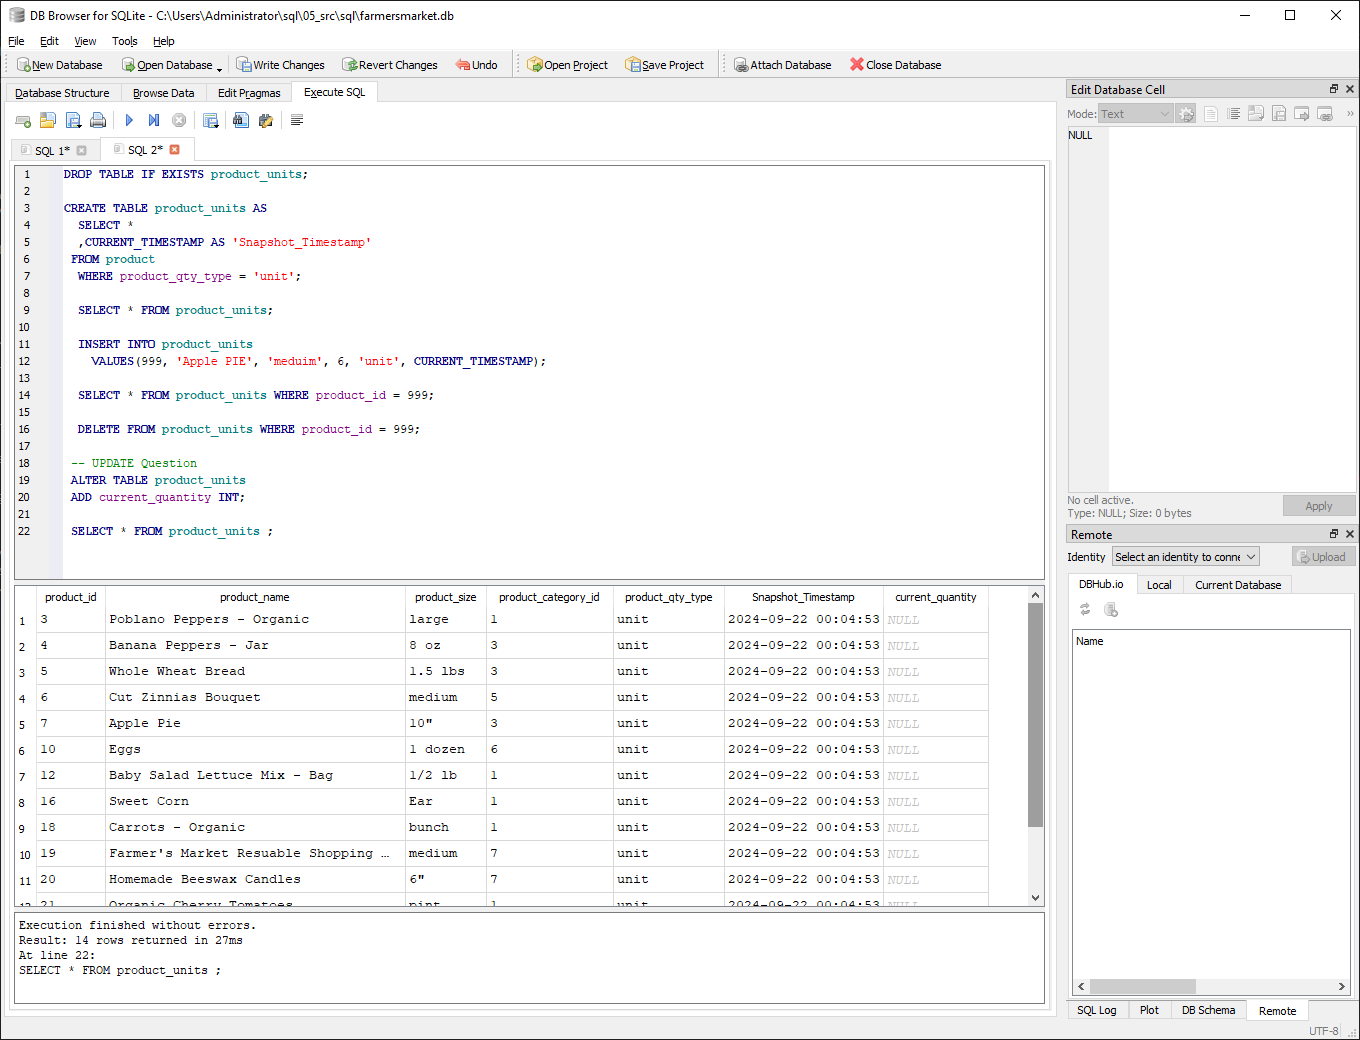 DB Browser for SQLite - C:\Users\Administrator\sql\05_src\sql\farmersmarket.db
File Edit View Tools Help
New Database Open Database Write Changes Revert Changes Undo Open Project Save Project Attach Database Close Database
Database Structure Browse Data Edit Pragmas Execute SQL
SQL 1* SQL 2*
1 DROP TABLE IF EXISTS product_units;
2
3 CREATE TABLE product_units AS
4 SELECT *
5 ,CURRENT_TIMESTAMP AS 'Snapshot_Timestamp'
6 FROM product
7 WHERE product_qty_type = 'unit';
8
9 SELECT * FROM product_units;
10
11 INSERT INTO product_units
12 VALUES(999, 'Apple PIE', 'meduim', 6, 'unit', CURRENT_TIMESTAMP);
13
14 SELECT * FROM product_units WHERE product_id = 999;
15
16 DELETE FROM product_units WHERE product_id = 999;
17
18 -- UPDATE Question
19 ALTER TABLE product_units
20 ADD current_quantity INT;
21
22 SELECT * FROM product_units ;
product_id product_name product_size product_category_id product_qty_type Snapshot_Timestamp current_quantity
1 3 Poblano Peppers - Organic large 1 unit 2024-09-22 00:04:53 NULL
2 4 Banana Peppers - Jar 8 oz 3 unit 2024-09-22 00:04:53 NULL
3 5 Whole Wheat Bread 1.5 lbs 3 unit 2024-09-22 00:04:53 NULL
4 6 Cut Zinnias Bouquet medium 5 unit 2024-09-22 00:04:53 NULL
5 7 Apple Pie 10" 3 unit 2024-09-22 00:04:53 NULL
6 10 Eggs 1 dozen 6 unit 2024-09-22 00:04:53 NULL
7 12 Baby Salad Lettuce Mix - Bag 1/2 lb 1 unit 2024-09-22 00:04:53 NULL
8 16 Sweet Corn Ear 1 unit 2024-09-22 00:04:53 NULL
9 18 Carrots - Organic bunch 1 unit 2024-09-22 00:04:53 NULL
10 19 Farmer's Market Resuable Shopping ... medium 7 unit 2024-09-22 00:04:53 NULL
11 20 Homemade Beeswax Candles 6" 7 unit 2024-09-22 00:04:53 NULL
12 21 Organic Cherry Tomatoes pint 1 unit 2024-09-22 00:04:53 NULL
Execution finished without errors.
Result: 14 rows returned in 27ms
At line 22:
SELECT * FROM product_units ;
Edit Database Cell
Mode: Text
NULL
No cell active.
Type: NULL; Size: 0 bytes
Apply
Remote
Identity Select an identity to conne Upload
DBHub.io Local Current Database
Name
SQL Log Plot DB Schema Remote
UTF-8